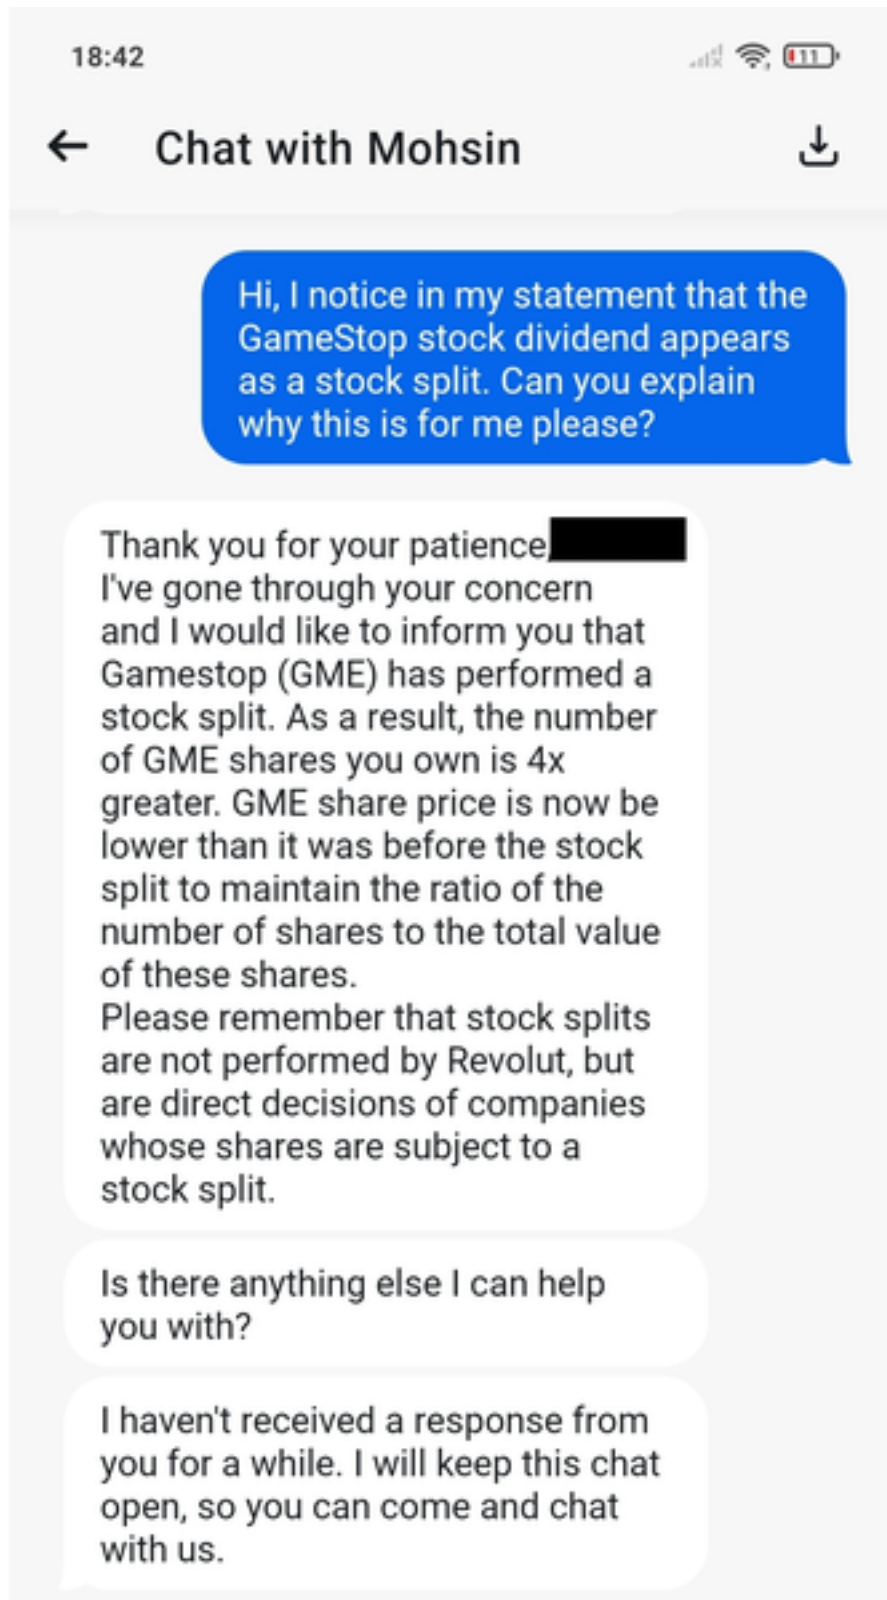 18:42
11
Chat with Mohsin
Hi, I notice in my statement that the
GameStop stock dividend appears
as a stock split. Can you explain
why this is for me please?
Thank you for your patience,
I've gone through your concern
and I would like to inform you that
Gamestop (GME) has performed a
stock split. As a result, the number
of GME shares you own is 4x
greater. GME share price is now be
lower than it was before the stock
split to maintain the ratio of the
number of shares to the total value
of these shares.
Please remember that stock splits
are not performed by Revolut, but
are direct decisions of companies
whose shares are subject to a
stock split.
Is there anything else I can help
you with?
I haven't received a response from
you for a while. I will keep this chat
open, so you can come and chat
with us.